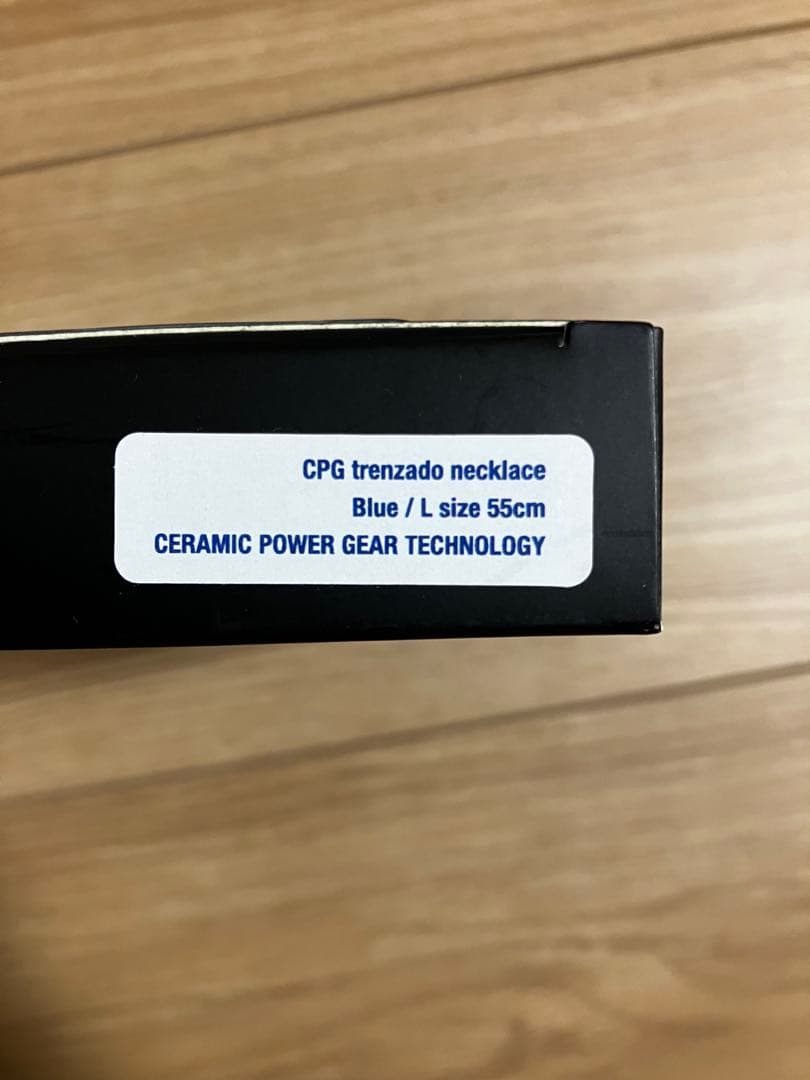 CPG trenzado necklace
Blue / L size 55cm
CERAMIC POWER GEAR TECHNOLOGY